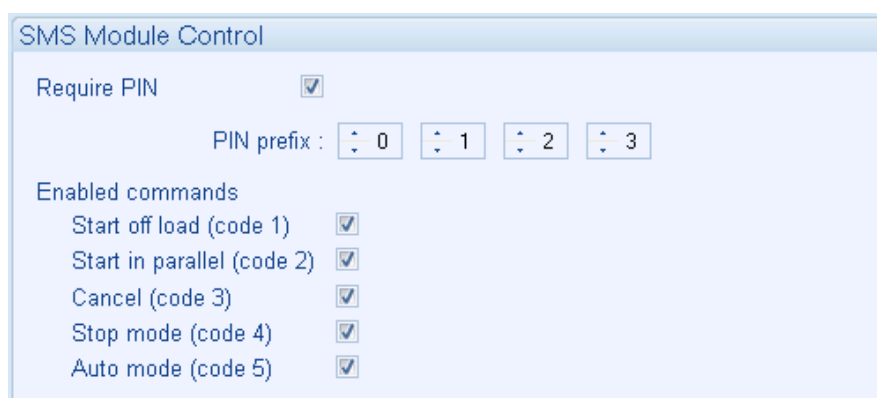 SMS Module Control
Require PIN
PIN prefix : 0 1 2 3
Enabled commands
Start off load (code 1)
Start in parallel (code 2)
Cancel (code 3)
Stop mode (code 4)
Auto mode (code 5)